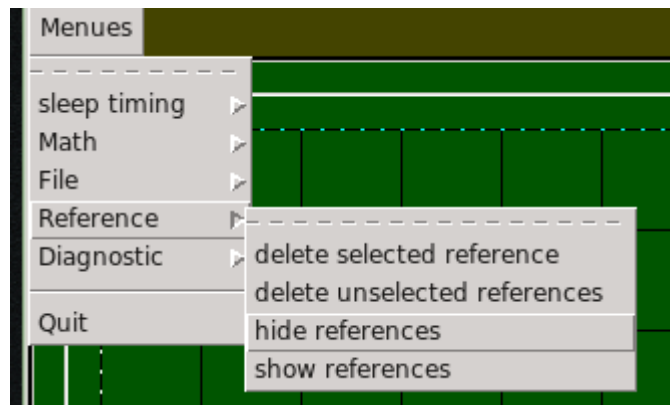 Menues
sleep timing
Math
File
Reference
Diagnostic
Quit
delete selected reference
delete unselected references
hide references
show references